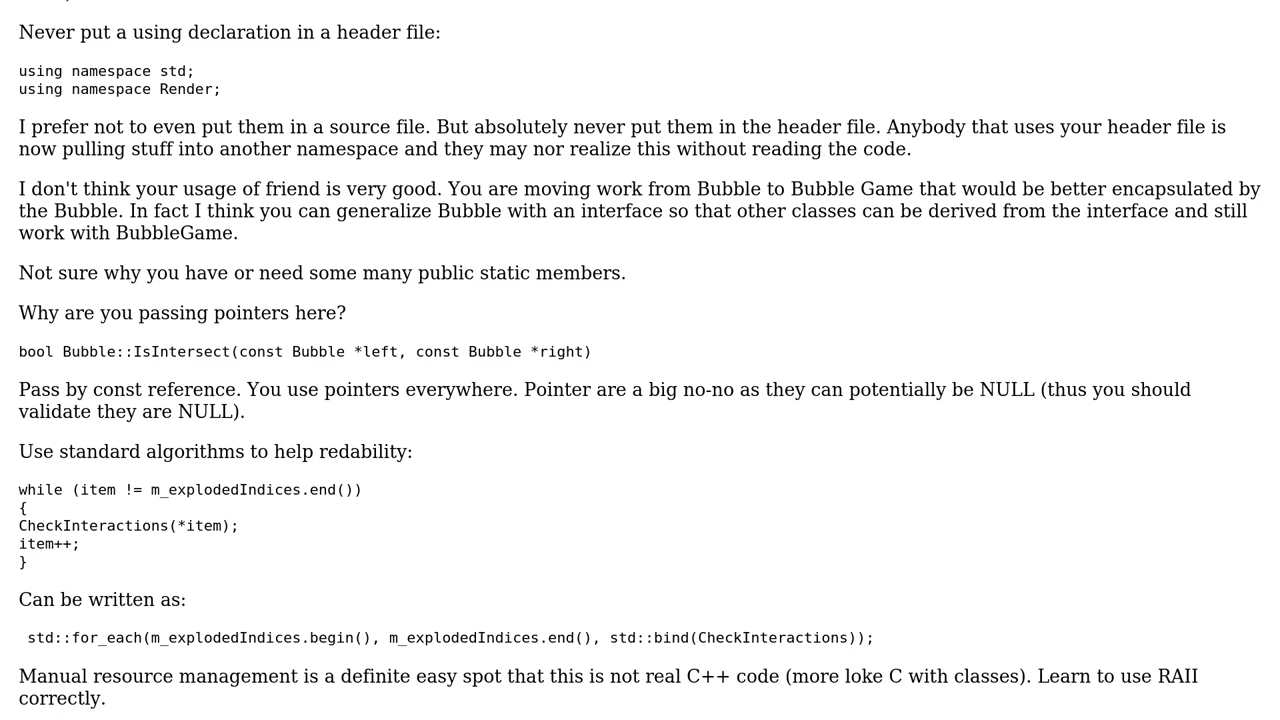 Never put a using declaration in a header file:
using namespace std;
using namespace Render;
I prefer not to even put them in a source file. But absolutely never put them in the header file. Anybody that uses your header file is
now pulling stuff into another namespace and they may nor realize this without reading the code.
I don't think your usage of friend is very good. You are moving work from Bubble to Bubble Game that would be better encapsulated by
the Bubble. In fact I think you can generalize Bubble with an interface so that other classes can be derived from the interface and still
work with BubbleGame.
Not sure why you have or need some many public static members.
Why are you passing pointers here?
bool Bubble::IsIntersect(const Bubble *left, const Bubble *right)
Pass by const reference. You use pointers everywhere. Pointer are a big no-no as they can potentially be NULL (thus you should
validate they are NULL).
Use standard algorithms to help redability:
while (item != m_explodedIndices.end())
{
CheckInteractions(*item);
item++;
}
Can be written as:
std::for_each(m_explodedIndices.begin(), m_explodedIndices.end(), std::bind(CheckInteractions));
Manual resource management is a definite easy spot that this is not real C++ code (more loke C with classes). Learn to use RAII
correctly.